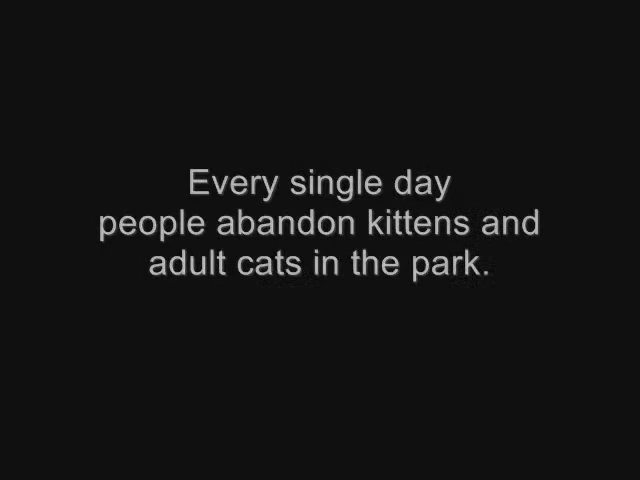 Every single day
people abandon kittens and
adult cats in the park.